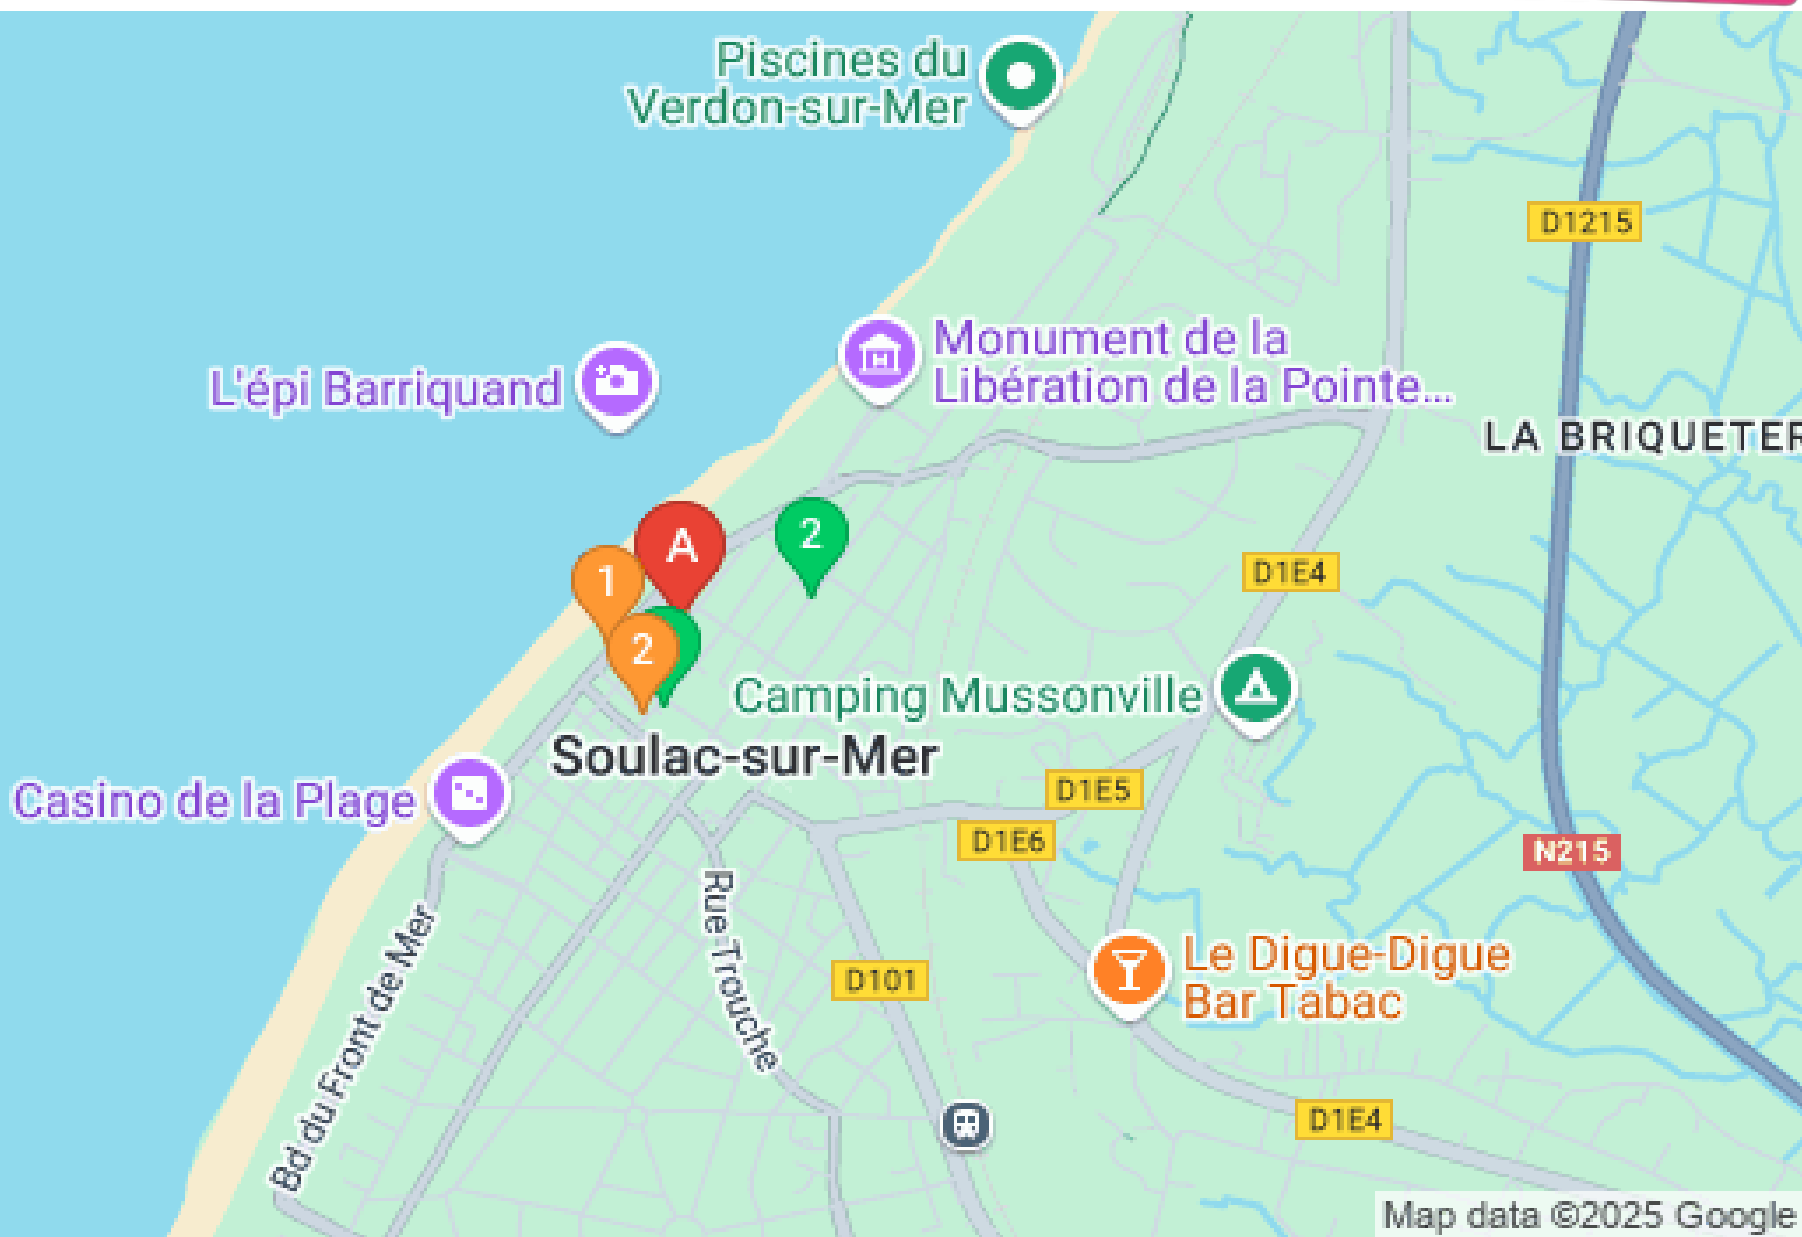 Piscines du
Verdon-sur-Mer
D1215
Monument de la
Libération de la Pointe...
L'épi Barriquand
LA BRIQUETER
A
2
1
2
D1E4
Camping Mussonville
Soulac-sur-Mer
Casino de la Plage
D1E5
D1E6
N215
Rue Trouche
Bd du Front de Mer
D101
Le Digue-Digue
Bar Tabac
D1E4
Map data ©2025 Google